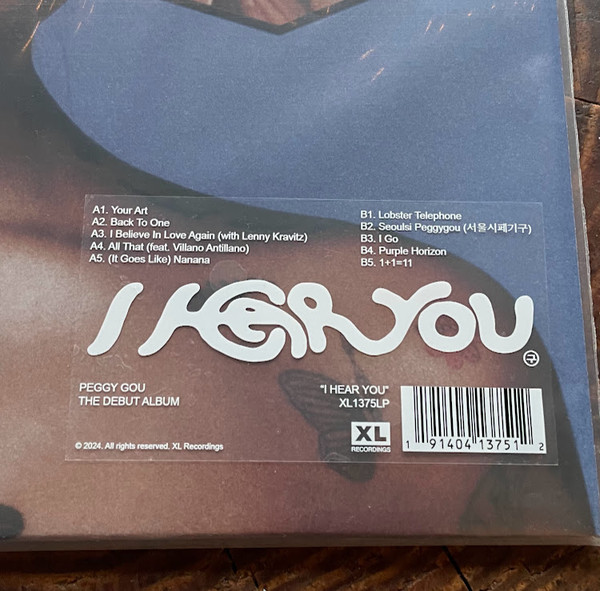 A1. Your Art
A2. Back To One
A3. I Believe In Love Again (with Lenny Kravitz)
A4. All That (feat. Villano Antillano)
A5. (It Goes Like) Nanana
B1. Lobster Telephone
B2. Seoulsi Peggygou (서울시페기구)
B3. I Go
B4. Purple Horizon
B5. 1+1=11
I HEAR YOU
구
PEGGY GOU
THE DEBUT ALBUM
"I HEAR YOU"
XL1375LP
XL
RECORDINGS
1 91404 13751 2
© 2024. All rights reserved. XL Recordings